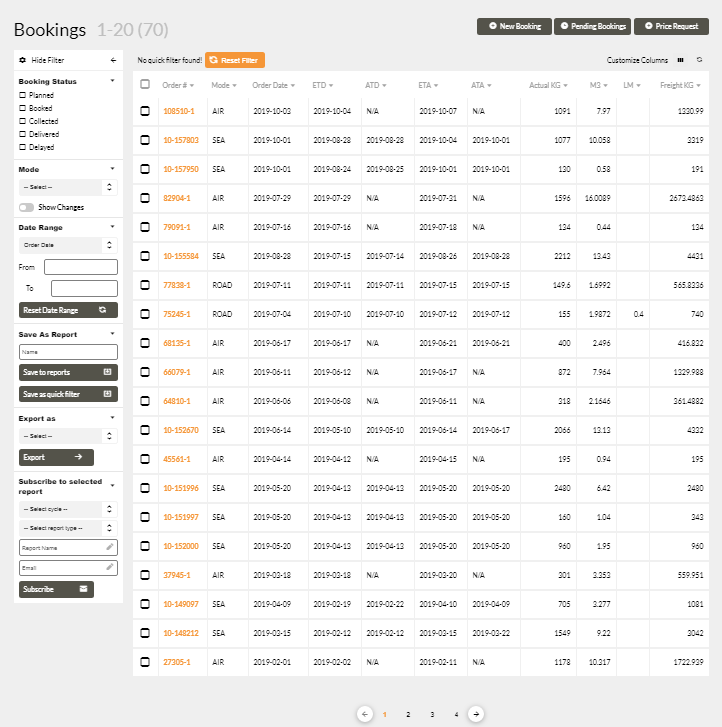 Bookings 1-20 (70)
New Booking
Pending Bookings
Price Request
Hide Filter
Booking Status
Planned
Booked
Collected
Delivered
Delayed
Mode
-- Select --
Show Changes
Date Range
Order Date
From
To
Reset Date Range
Save As Report
Name
Save to reports
Save as quick filter
Export as
-- Select --
Export
Subscribe to selected
report
-- Select cycle --
-- Select report type --
Report Name
Email
Subscribe
No quick filter found! Reset Filter
Customize Columns
Order # Mode Order Date ETD ATD ETA ATA Actual KG M3 LM Freight KG
108510-1 AIR 2019-10-03 2019-10-04 N/A 2019-10-07 N/A 1091 7.97 1330.99
10-157803 SEA 2019-10-01 2019-08-28 2019-08-28 2019-10-04 2019-10-01 1077 10.058 3319
10-157950 SEA 2019-10-01 2019-08-24 2019-08-25 2019-10-01 2019-10-01 130 0.58 191
82904-1 AIR 2019-07-29 2019-07-29 N/A 2019-07-31 N/A 1596 16.0089 2673.4863
79091-1 AIR 2019-07-16 2019-07-16 N/A 2019-07-18 N/A 134 0.44 134
10-155584 SEA 2019-08-28 2019-07-15 2019-07-14 2019-08-26 2019-08-28 2212 13.43 4431
77838-1 ROAD 2019-07-11 2019-07-11 2019-07-11 2019-07-15 2019-07-15 149.6 1.6992 565.8336
75245-1 ROAD 2019-07-04 2019-07-10 2019-07-10 2019-07-12 2019-07-12 155 1.9872 0.4 740
68135-1 AIR 2019-06-17 2019-06-17 N/A 2019-06-21 2019-06-21 400 2.496 416.832
66079-1 AIR 2019-06-11 2019-06-12 N/A 2019-06-17 N/A 872 7.964 1329.988
64810-1 AIR 2019-06-06 2019-06-08 N/A 2019-06-11 N/A 318 2.1646 361.4882
10-152670 SEA 2019-06-14 2019-05-10 2019-05-10 2019-06-14 2019-06-17 2066 13.13 4332
45561-1 AIR 2019-04-14 2019-04-12 N/A 2019-04-15 N/A 195 0.94 195
10-151996 SEA 2019-05-20 2019-04-13 2019-04-13 2019-05-20 2019-05-20 2480 6.42 2480
10-151997 SEA 2019-05-20 2019-04-13 2019-04-13 2019-05-20 2019-05-20 160 1.04 343
10-152000 SEA 2019-05-20 2019-04-13 2019-04-13 2019-05-20 2019-05-20 960 1.95 960
37945-1 AIR 2019-03-18 2019-03-18 N/A 2019-03-20 N/A 301 3.353 559.951
10-149097 SEA 2019-04-09 2019-02-19 2019-02-22 2019-04-10 2019-04-09 705 3.277 1081
10-148212 SEA 2019-03-15 2019-02-12 2019-02-12 2019-03-15 2019-03-22 1549 9.22 3042
27305-1 AIR 2019-02-01 2019-02-02 N/A 2019-02-11 N/A 1178 10.317 1722.939
1 2 3 4